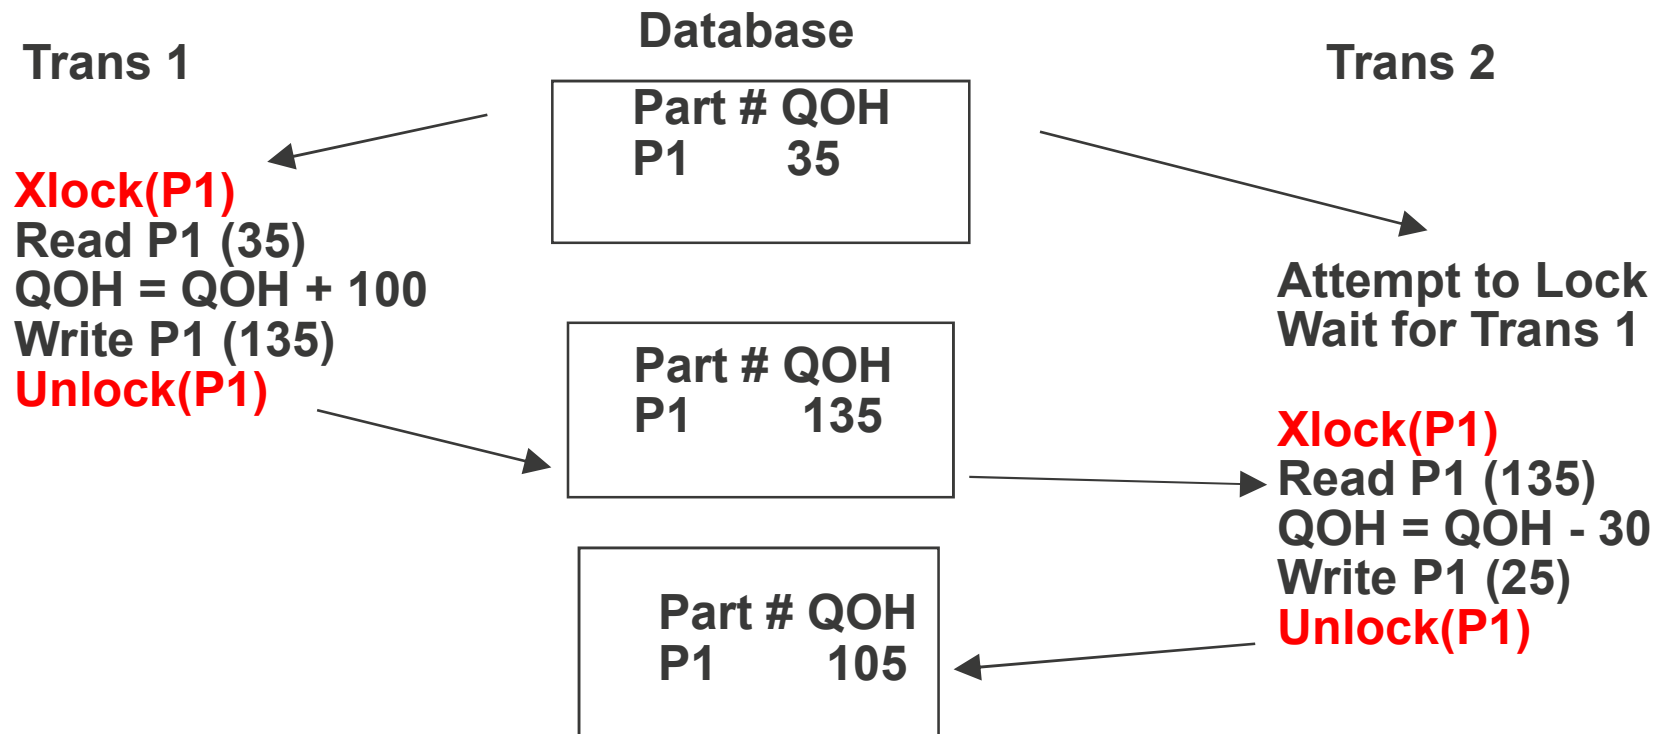 Trans 1
Database
Trans 2
Part # QOH
P1 35
Xlock(P1)
Read P1 (35)
QOH = QOH + 100
Write P1 (135)
Unlock(P1)
Attempt to Lock
Wait for Trans 1
Part # QOH
P1 135
Xlock(P1)
Read P1 (135)
QOH = QOH - 30
Write P1 (25)
Unlock(P1)
Part # QOH
P1 105